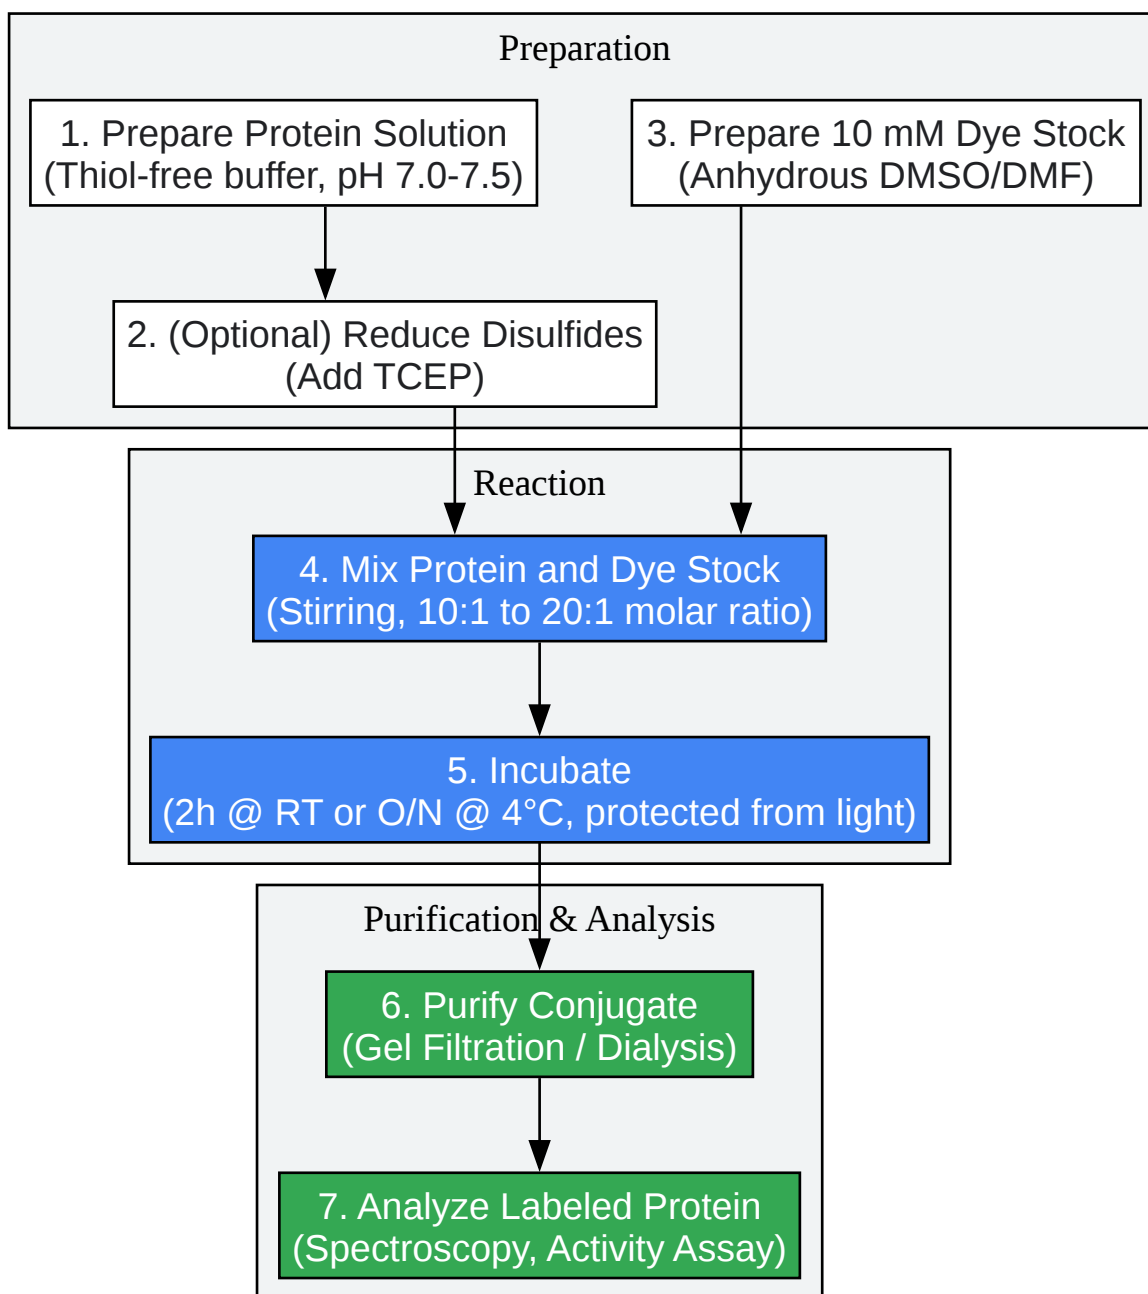 Preparation
1. Prepare Protein Solution
(Thiol-free buffer, pH 7.0-7.5)
3. Prepare 10 mM Dye Stock
(Anhydrous DMSO/DMF)
2. (Optional) Reduce Disulfides
(Add TCEP)
Reaction
4. Mix Protein and Dye Stock
(Stirring, 10:1 to 20:1 molar ratio)
5. Incubate
(2h @ RT or O/N @ 4°C, protected from light)
Purification & Analysis
6. Purify Conjugate
(Gel Filtration / Dialysis)
7. Analyze Labeled Protein
(Spectroscopy, Activity Assay)